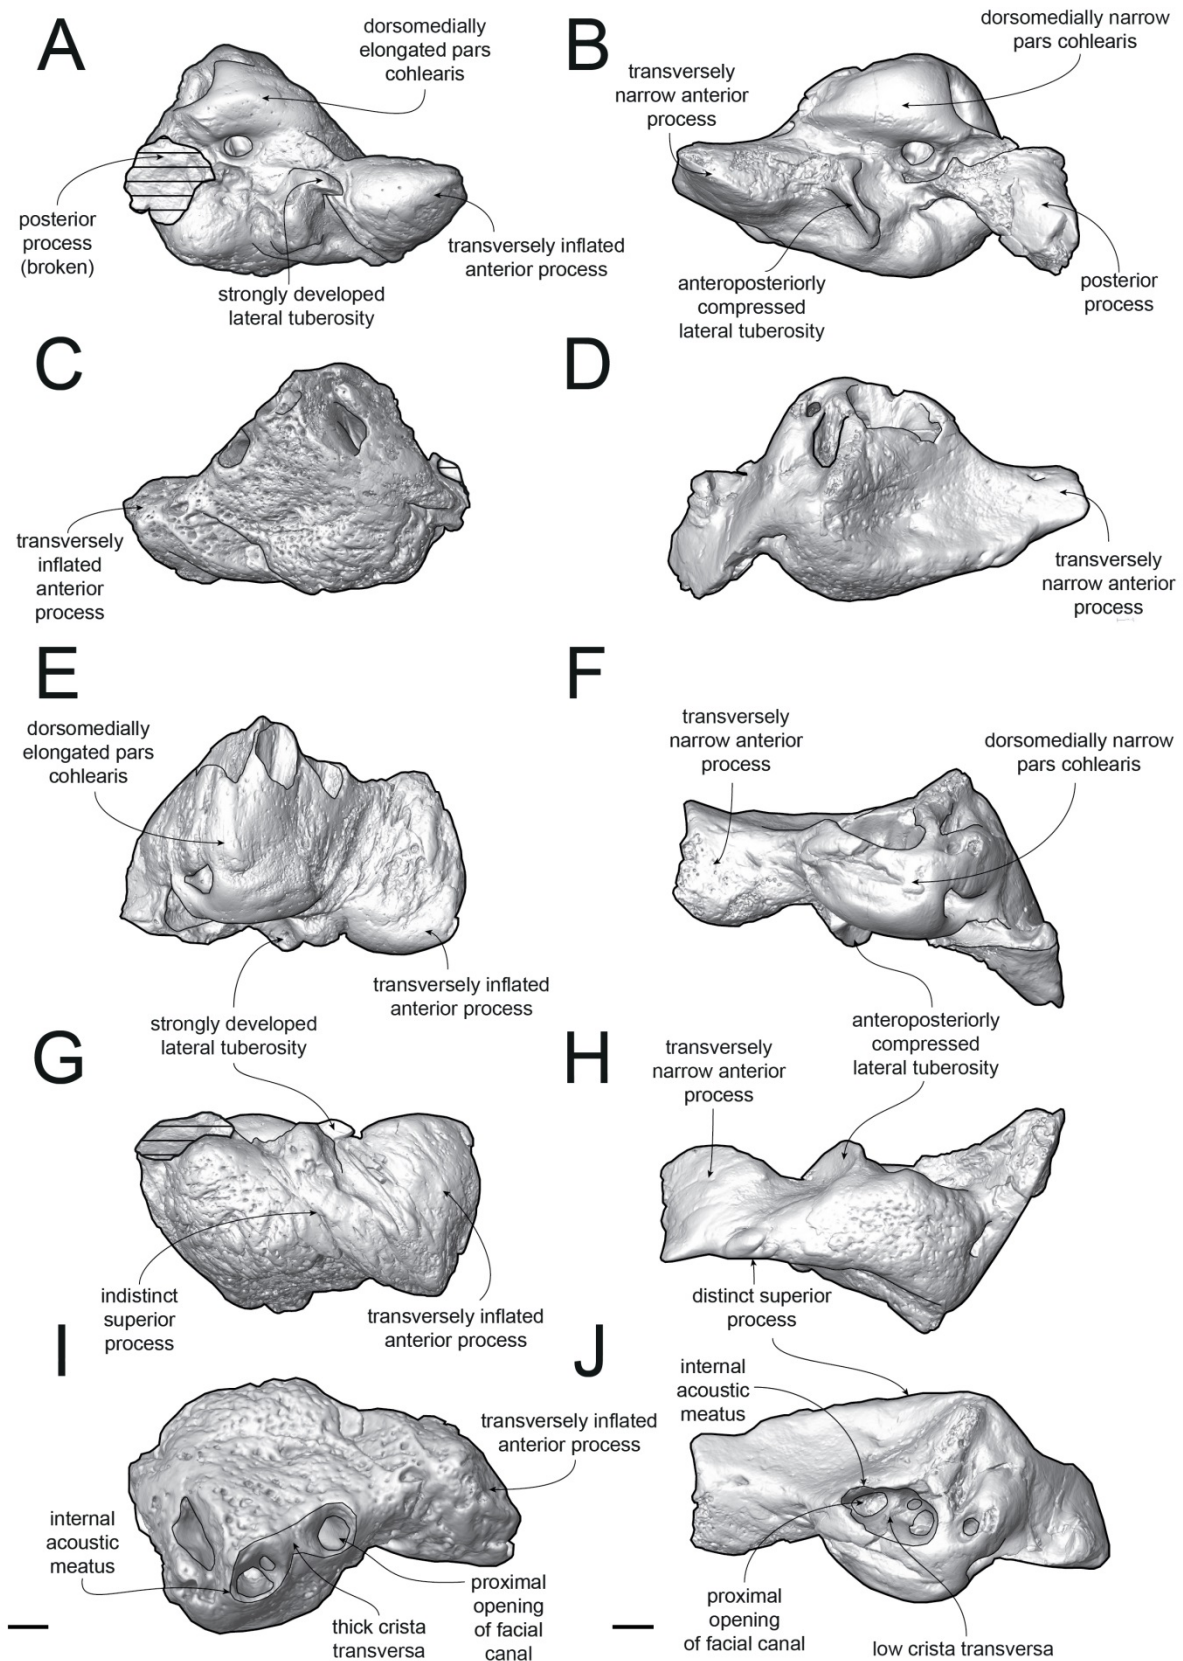 A
dorsomedially
elongated pars
cohlearis
posterior
process
(broken)
strongly developed
lateral tuberosity
transversely inflated
anterior process
B
dorsomedially narrow
pars cohlearis
transversely
narrow anterior
process
anteroposteriorly
compressed
lateral tuberosity
posterior
process
C
transversely
inflated
anterior
process
D
transversely
narrow anterior
process
E
dorsomedially
elongated pars
cohlearis
transversely inflated
anterior process
strongly developed
lateral tuberosity
F
transversely
narrow anterior
process
dorsomedially narrow
pars cohlearis
anteroposteriorly
compressed
lateral tuberosity
G
indistinct
superior
process
transversely inflated
anterior process
H
transversely
narrow anterior
process
distinct superior
process
I
transversely inflated
anterior process
internal
acoustic
meatus
thick crista
transversa
proximal
opening
of facial
canal
J
internal
acoustic
meatus
proximal
opening
of facial canal
low crista transversa